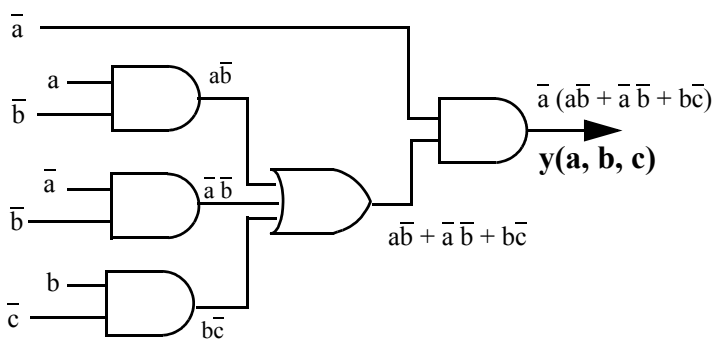 a̅
a
b̅
ab̅
a̅ (ab̅ + a̅ b̅ + bc̅)
y(a, b, c)
a̅
b̅
a̅ b̅
ab̅ + a̅ b̅ + bc̅
b
c̅
bc̅